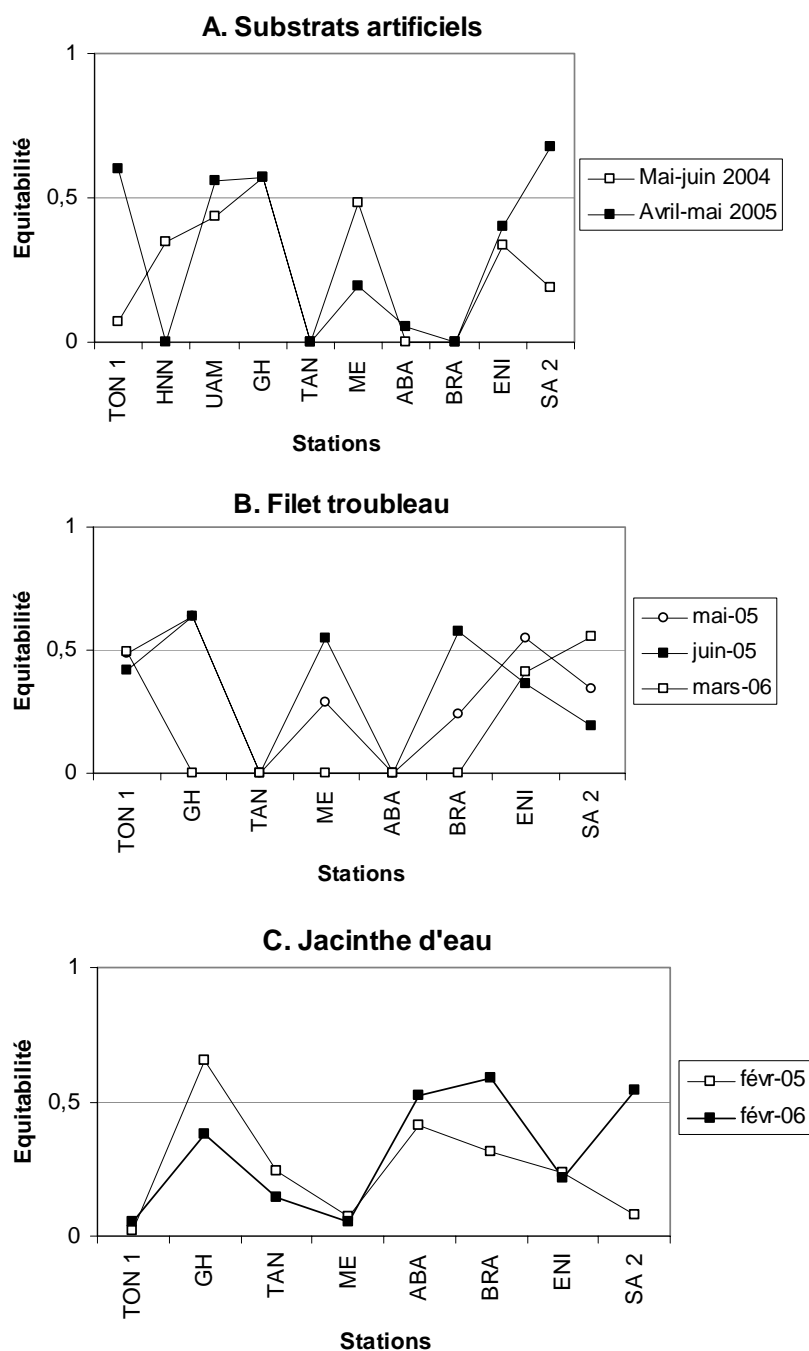 A. Substrats artificiels
1
0,5
0
Equitabilité
TON 1
HNN
UAM
GH
TAN
ME
ABA
BRA
ENI
SA 2
Stations
Mai-juin 2004
Avril-mai 2005
B. Filet troubleau
1
0,5
0
Equitabilité
TON 1
GH
TAN
ME
ABA
BRA
ENI
SA 2
Stations
mai-05
juin-05
mars-06
C. Jacinthe d'eau
1
0,5
0
Equitabilité
TON 1
GH
TAN
ME
ABA
BRA
ENI
SA 2
Stations
févr-05
févr-06